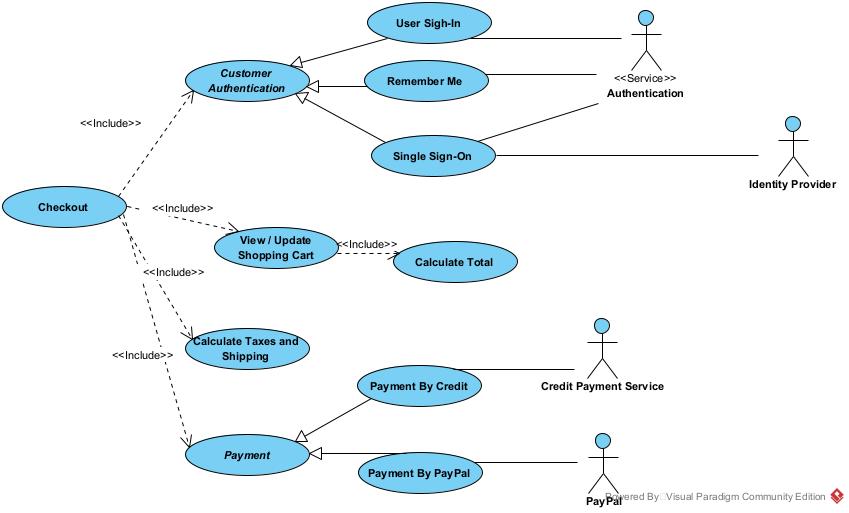 User Sigh-In
<<Service>>
Authentication
Customer
Authentication
Remember Me
<<Include>>
Single Sign-On
Identity Provider
Checkout
<<Include>>
View / Update
Shopping Cart
<<Include>>
Calculate Total
<<Include>>
Calculate Taxes and
Shipping
<<Include>>
Payment By Credit
Credit Payment Service
Payment
Payment By PayPal
PayPal
Powered By Visual Paradigm Community Edition